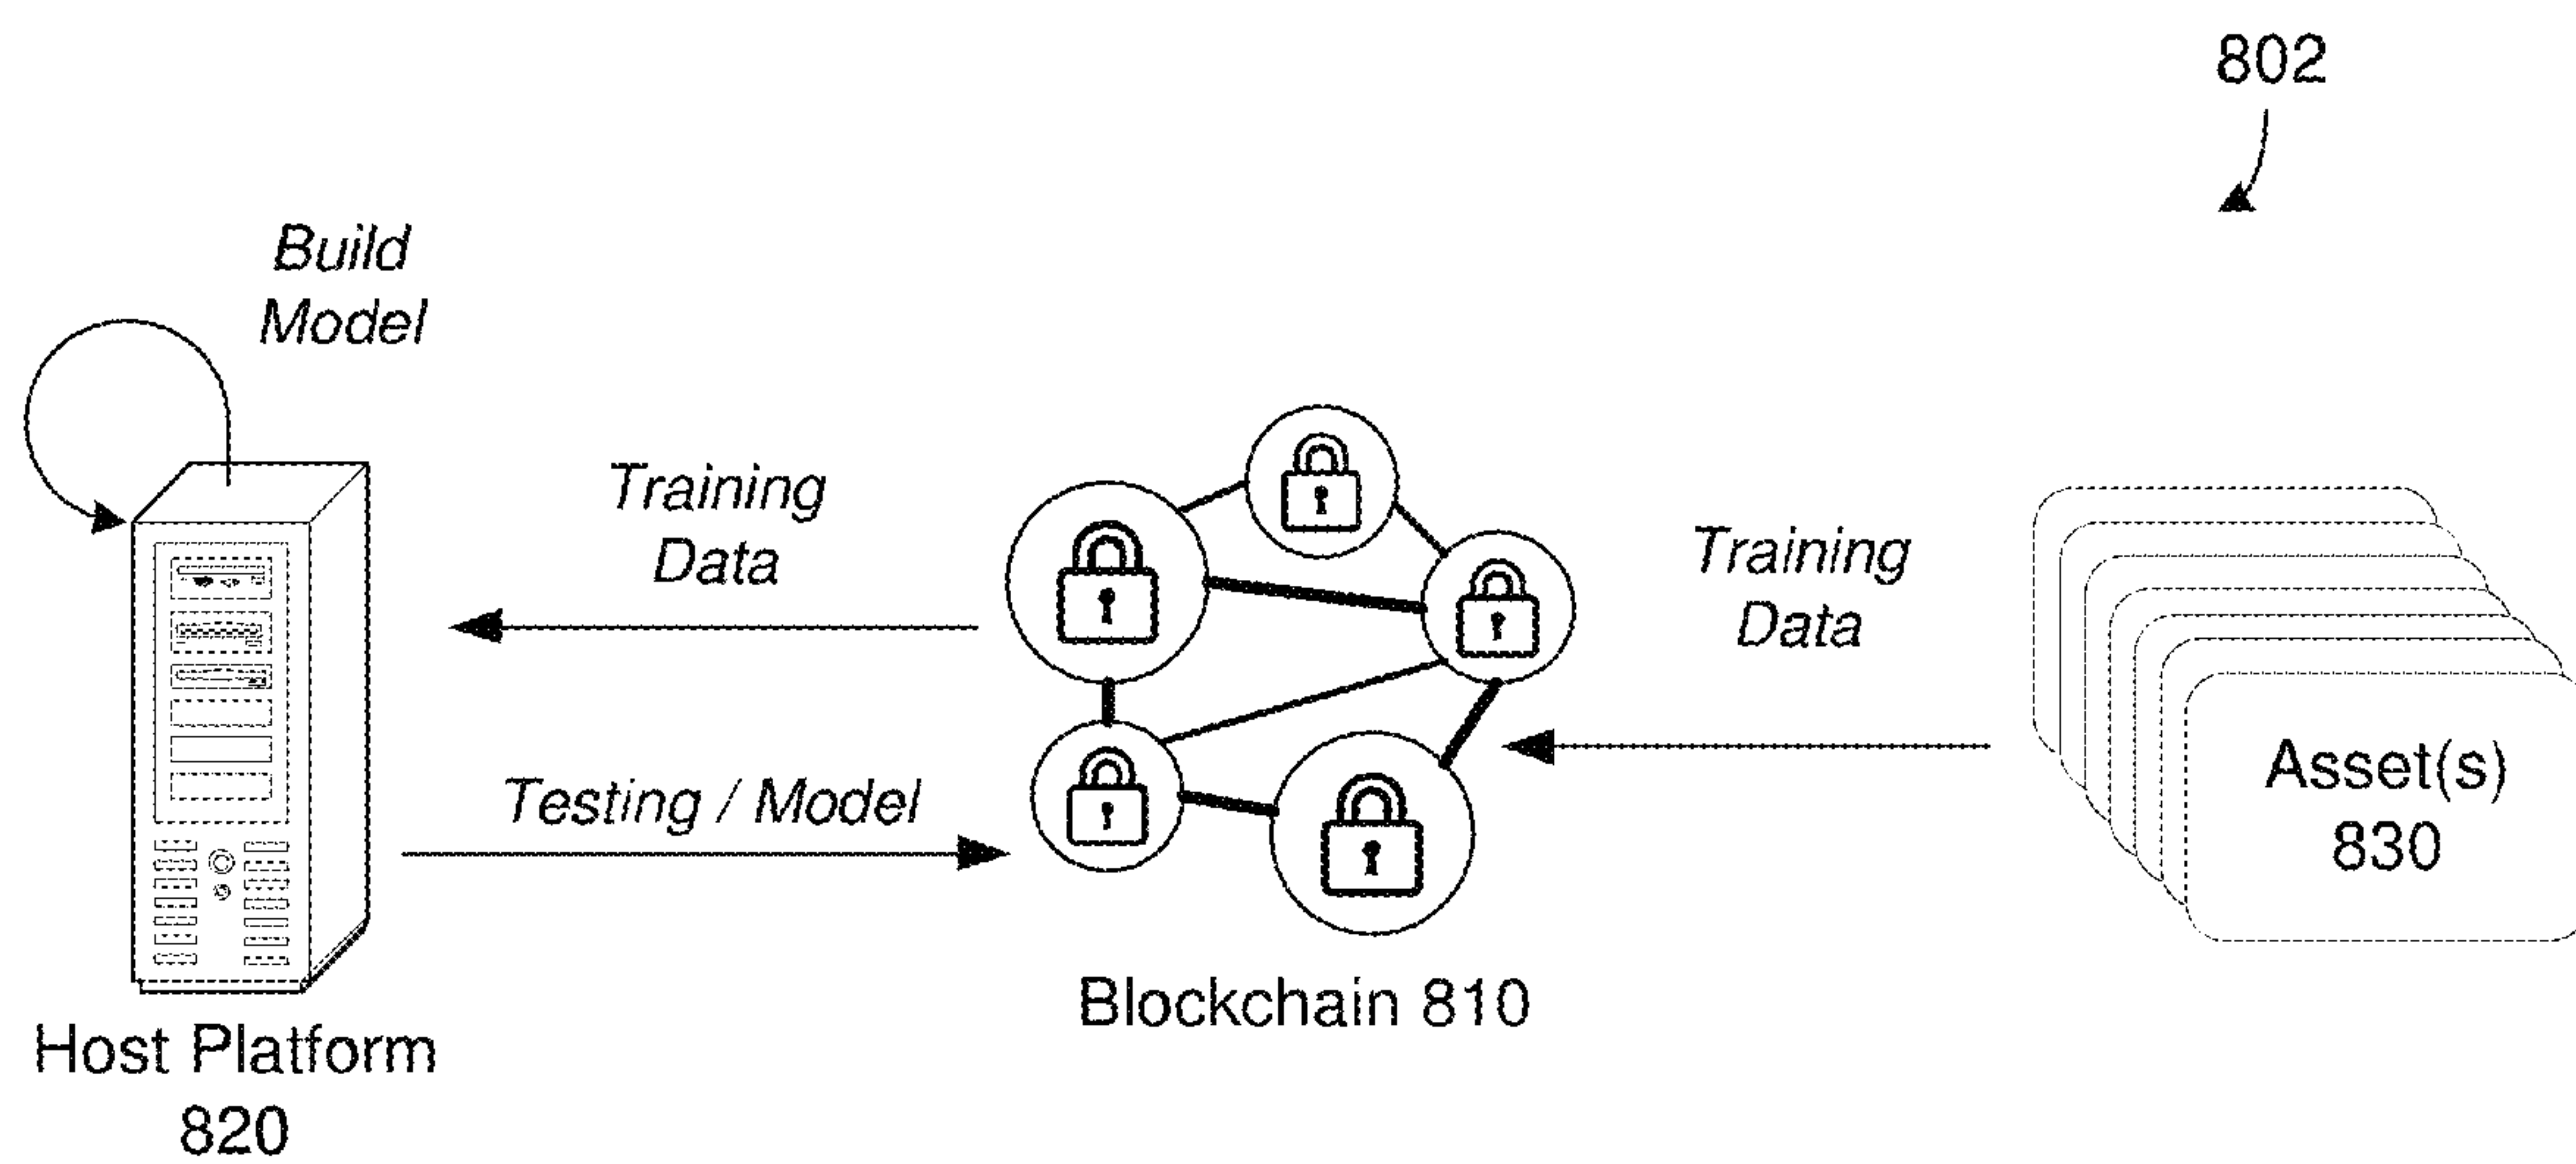 802
Build
Model
Training
Data
Training
Data
Testing / Model
Asset(s)
830
Blockchain 810
Host Platform
820